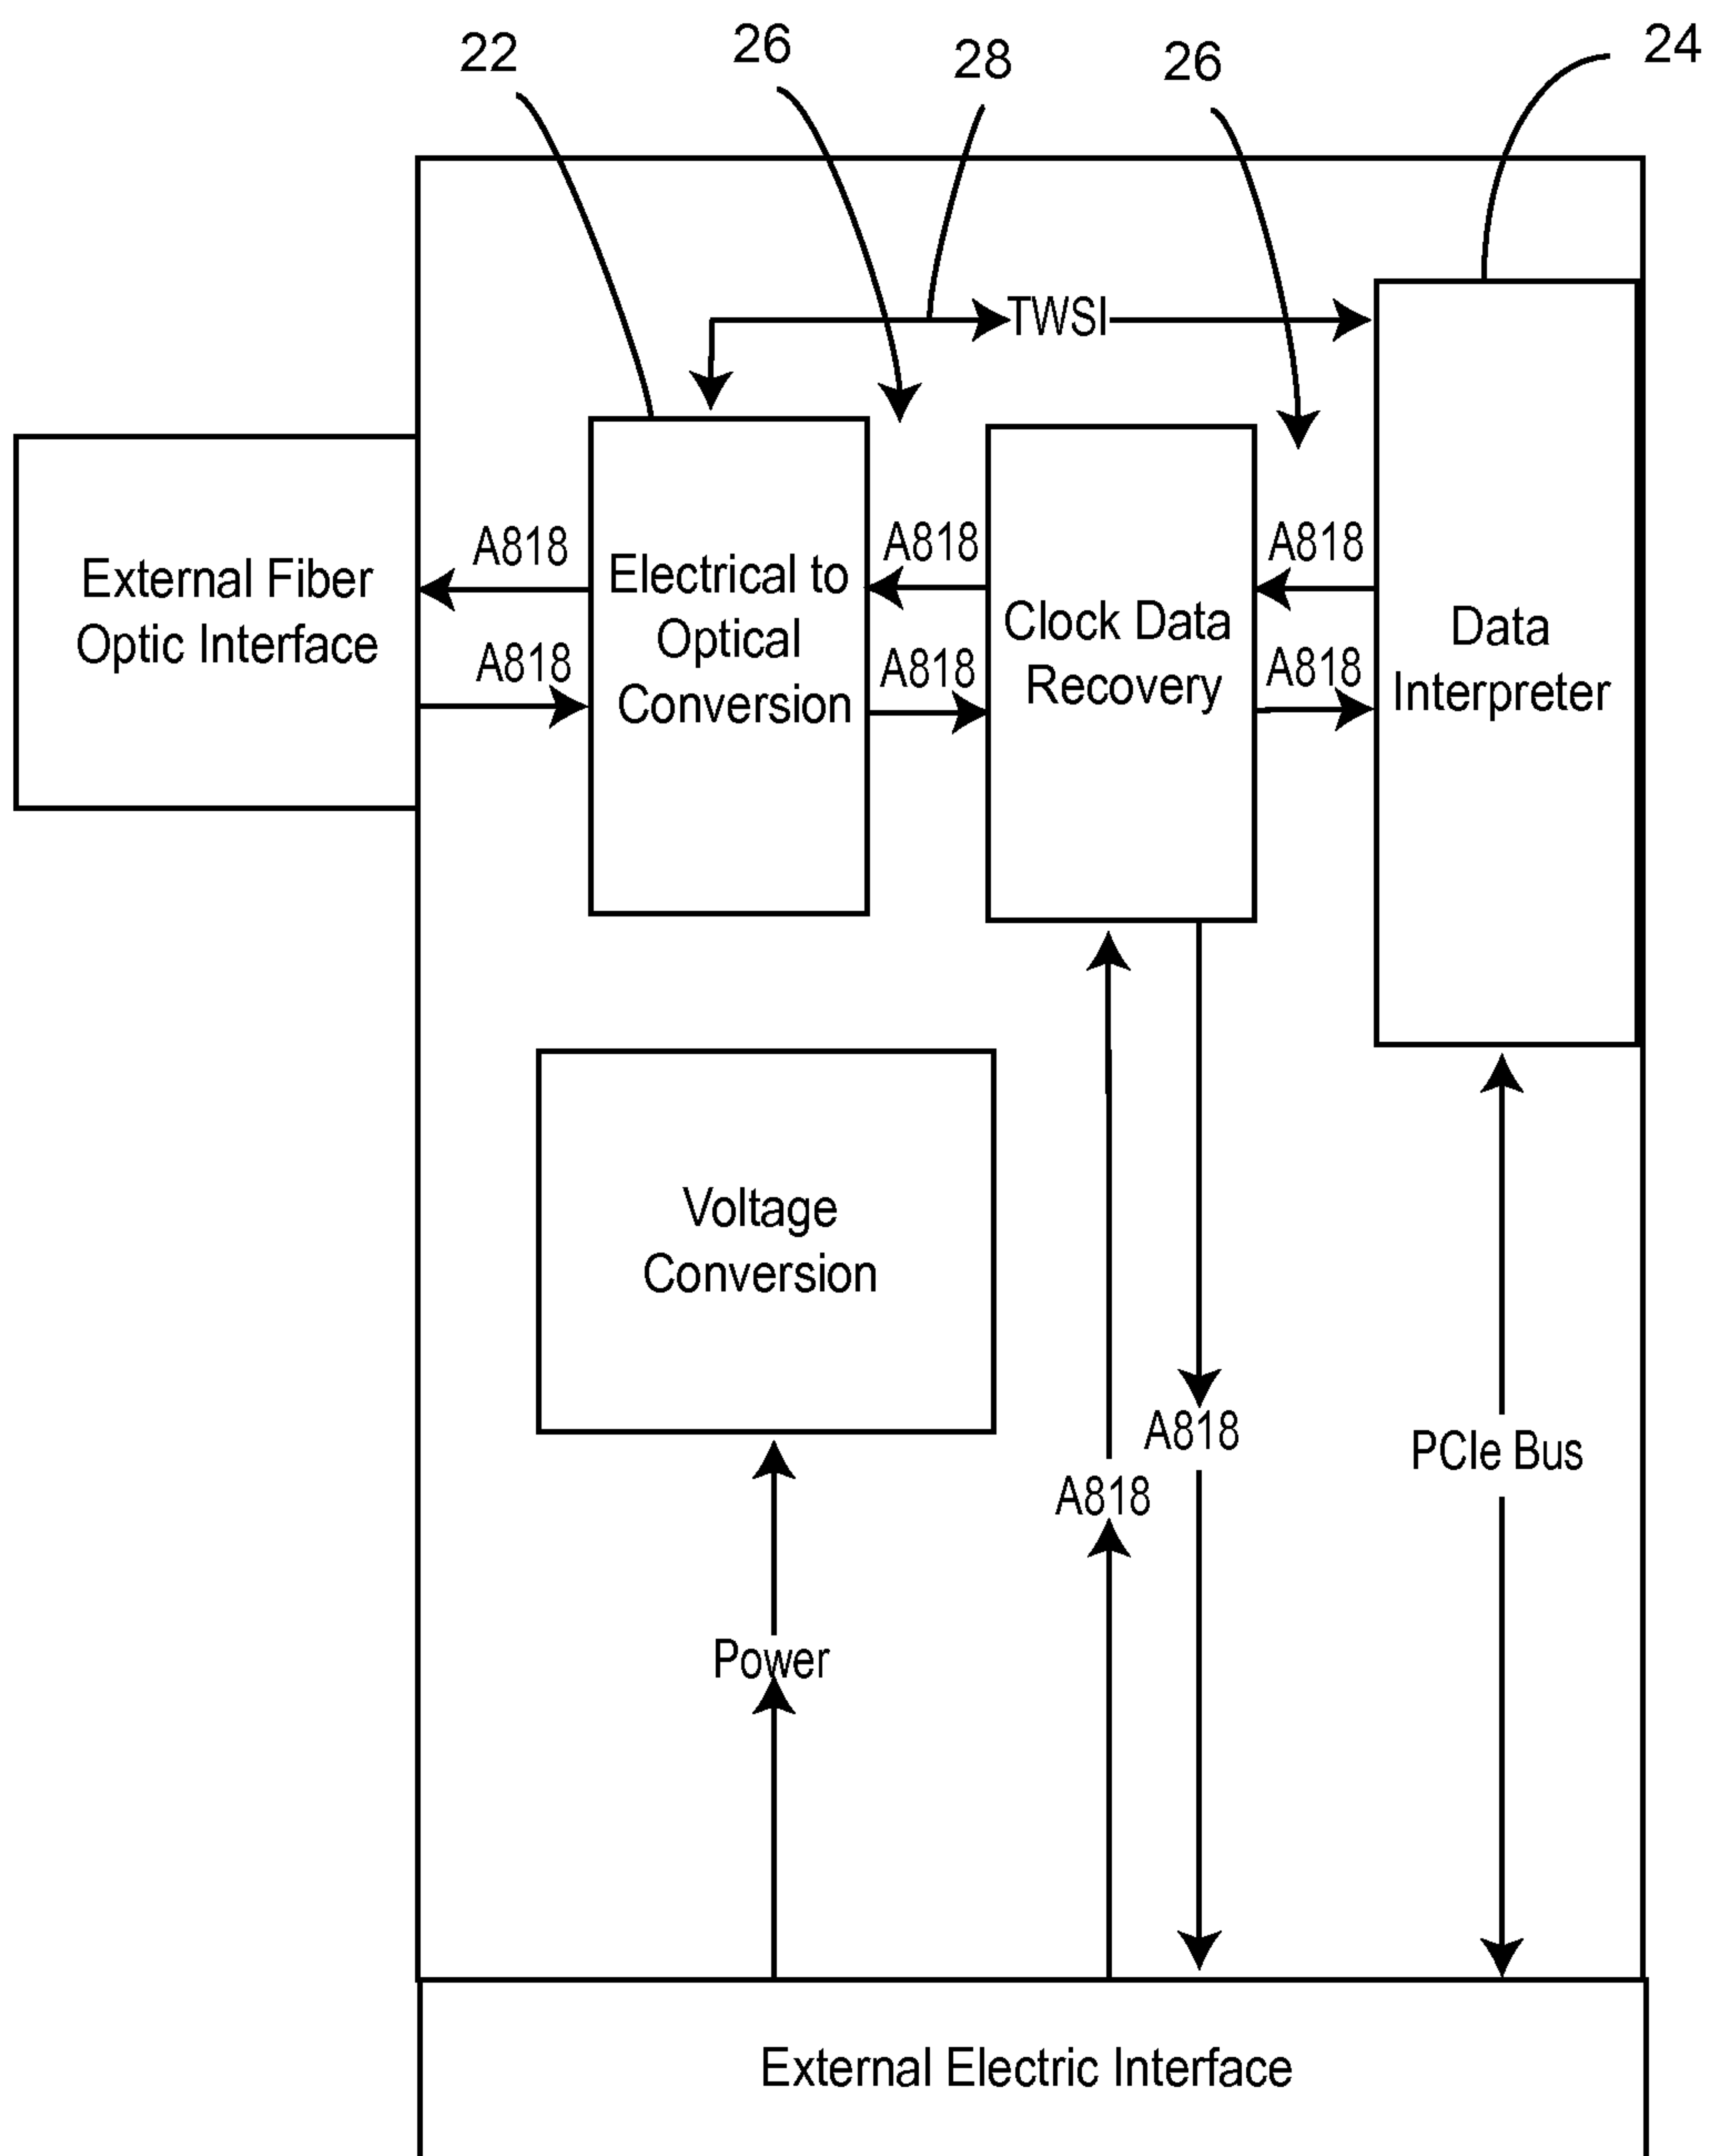 22
26
28
26
24
TWSI
External Fiber
Optic Interface
A818
A818
Electrical to
Optical
Conversion
A818
A818
Clock Data
Recovery
A818
A818
Data
Interpreter
Voltage
Conversion
A818
A818
PCIe Bus
Power
External Electric Interface